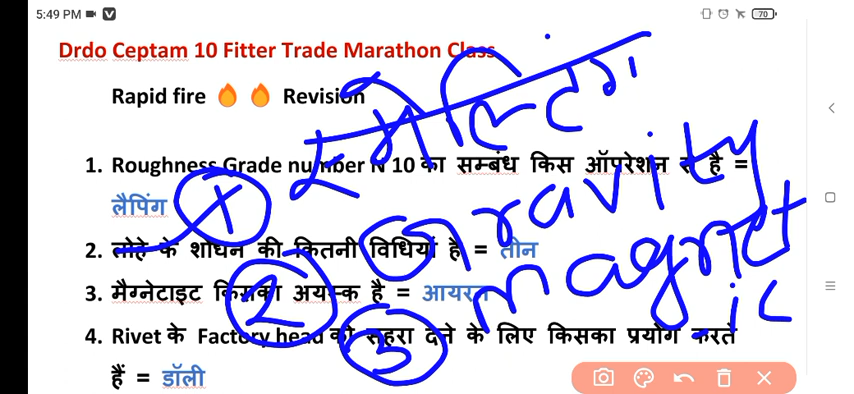 5:49 PM
70
Drdo Ceptam 10 Fitter Trade Marathon Class
Rapid fire 🔥 🔥 Revision
स्मेल्टिंग
1. Roughness Grade number N 10 का सम्बंध किस ऑपरेशन से है =
लैपिंग
1
Gravity
2. लोहे के शोधन की कितनी विधियां है = तीन
magnetic
3. मैग्नेटाइट किसका अयस्क है = आयरन
2
4. Rivet के Factory head को सहारा देने के लिए किसका प्रयोग करते
3
हैं = डॉली